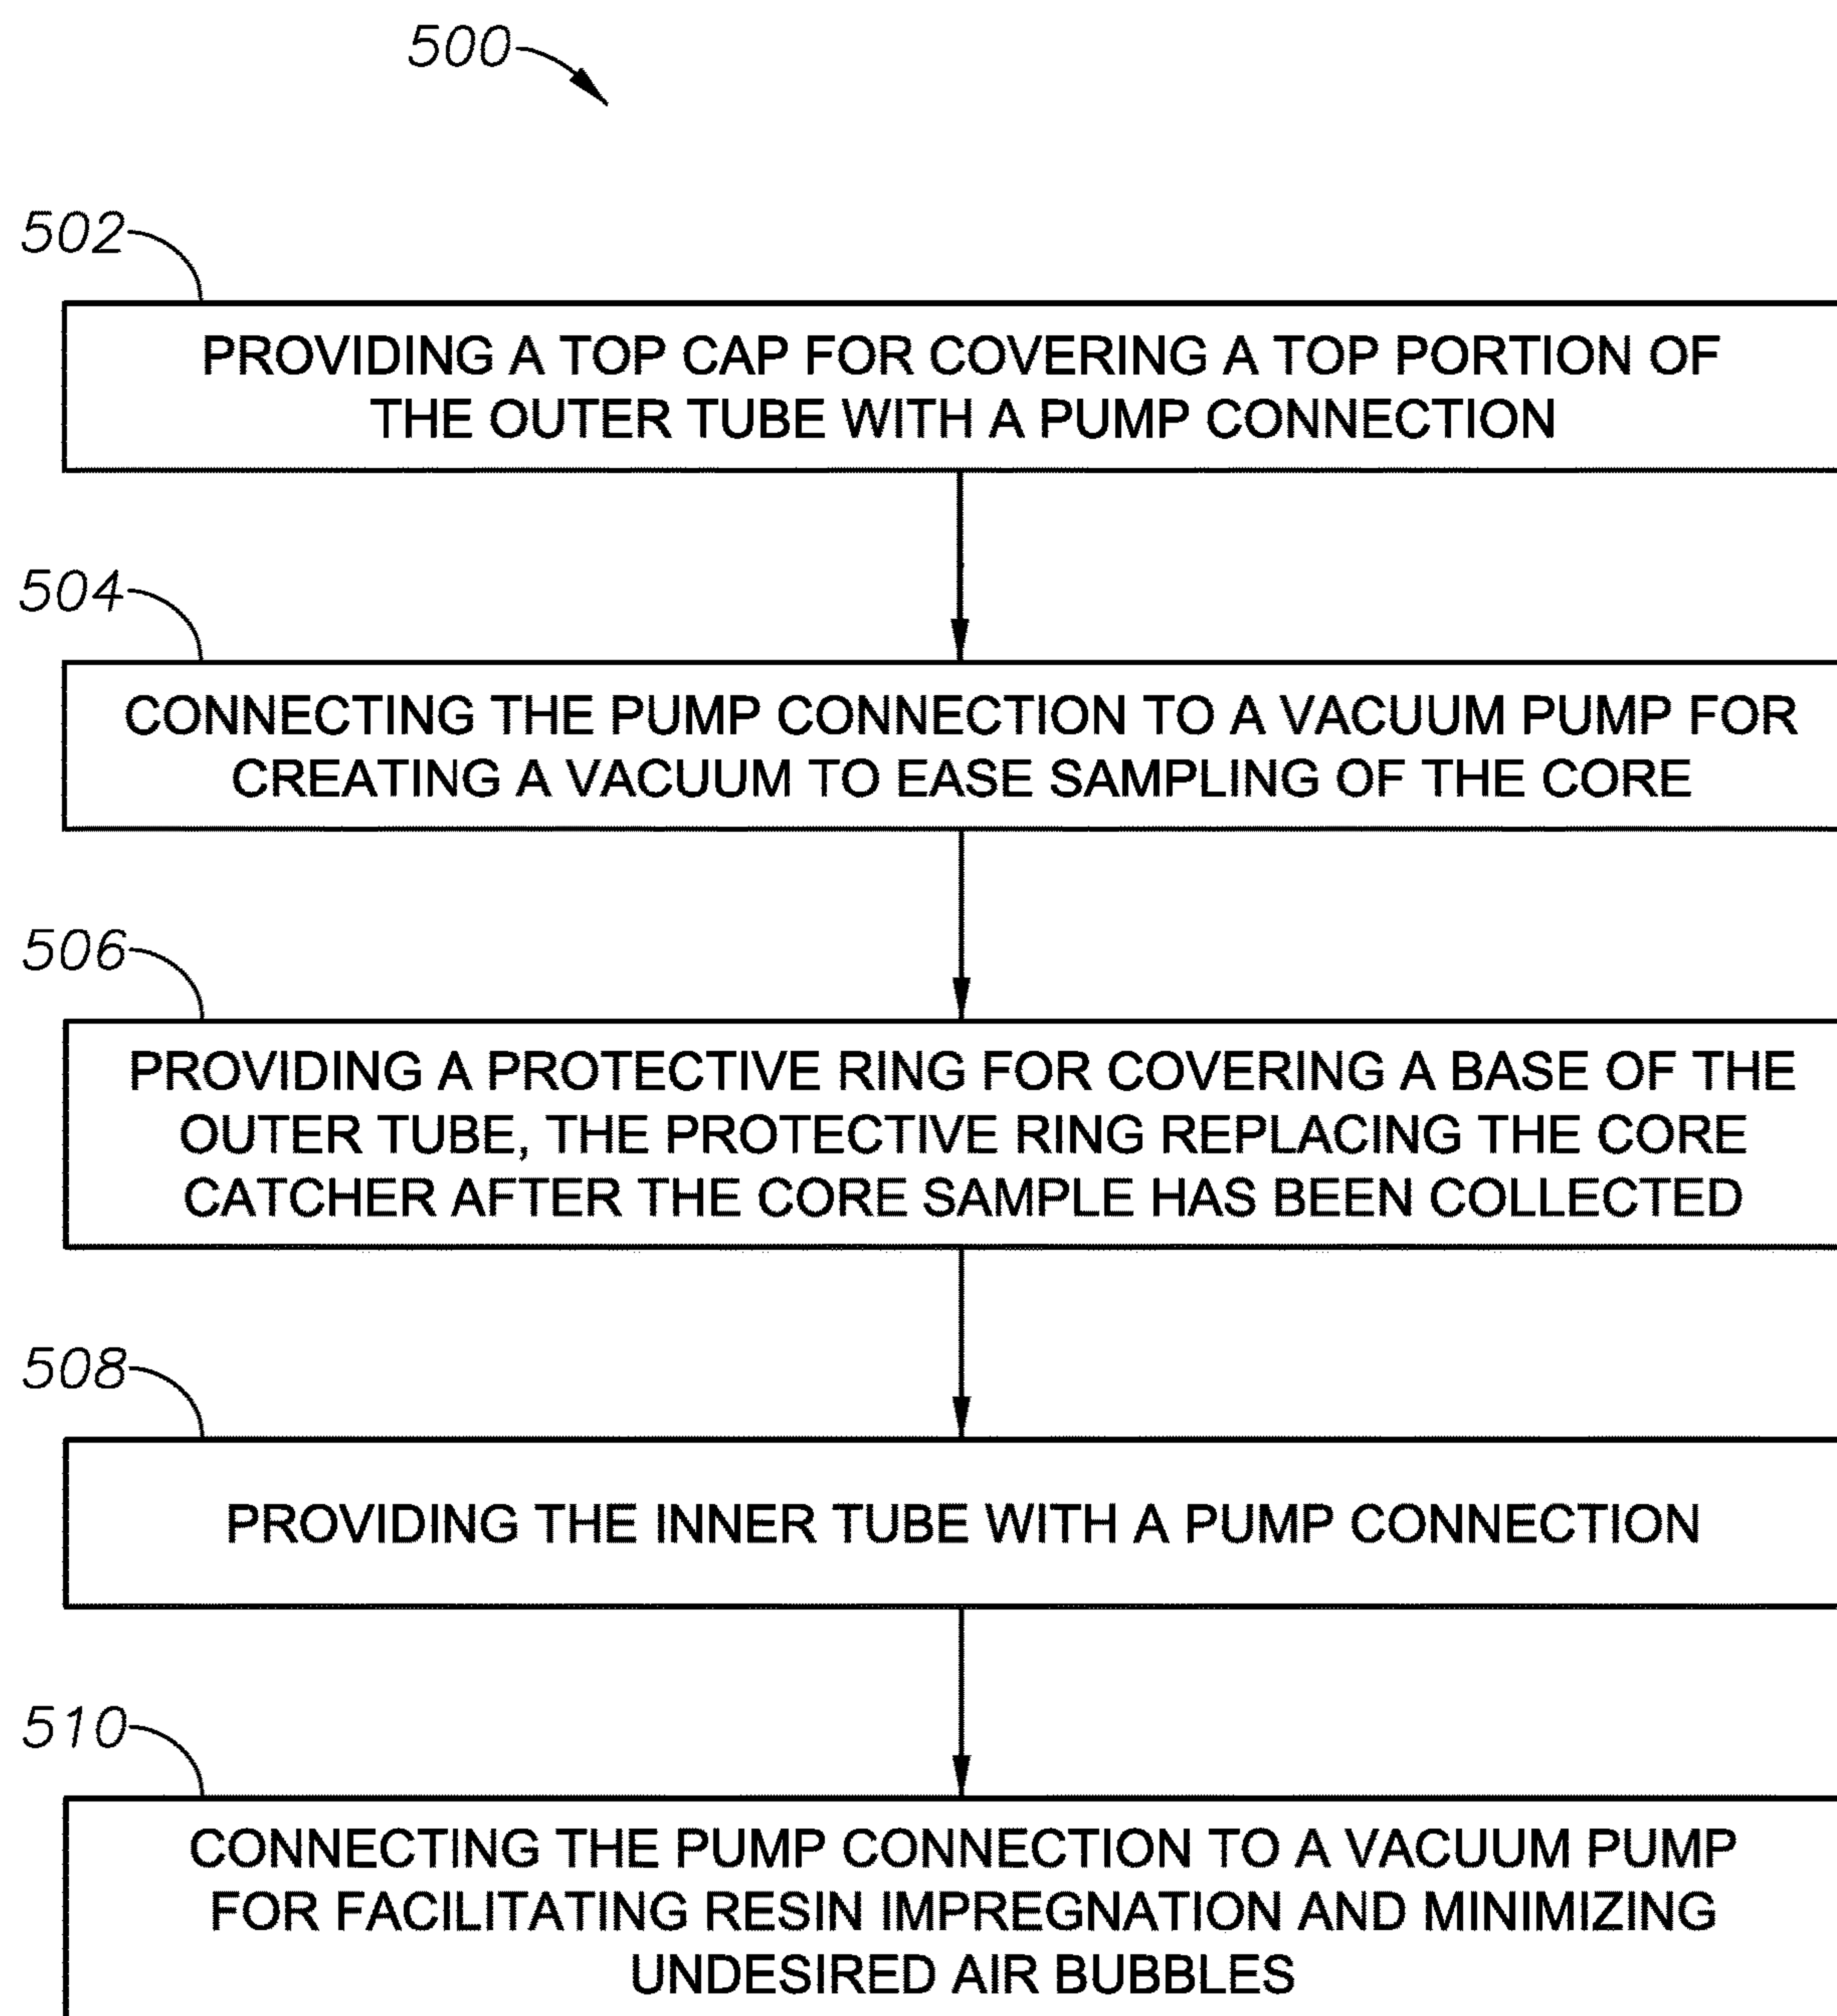 500
502
PROVIDING A TOP CAP FOR COVERING A TOP PORTION OF
THE OUTER TUBE WITH A PUMP CONNECTION
504
CONNECTING THE PUMP CONNECTION TO A VACUUM PUMP FOR
CREATING A VACUUM TO EASE SAMPLING OF THE CORE
506
PROVIDING A PROTECTIVE RING FOR COVERING A BASE OF THE
OUTER TUBE, THE PROTECTIVE RING REPLACING THE CORE
CATCHER AFTER THE CORE SAMPLE HAS BEEN COLLECTED
508
PROVIDING THE INNER TUBE WITH A PUMP CONNECTION
510
CONNECTING THE PUMP CONNECTION TO A VACUUM PUMP
FOR FACILITATING RESIN IMPREGNATION AND MINIMIZING
UNDESIRED AIR BUBBLES